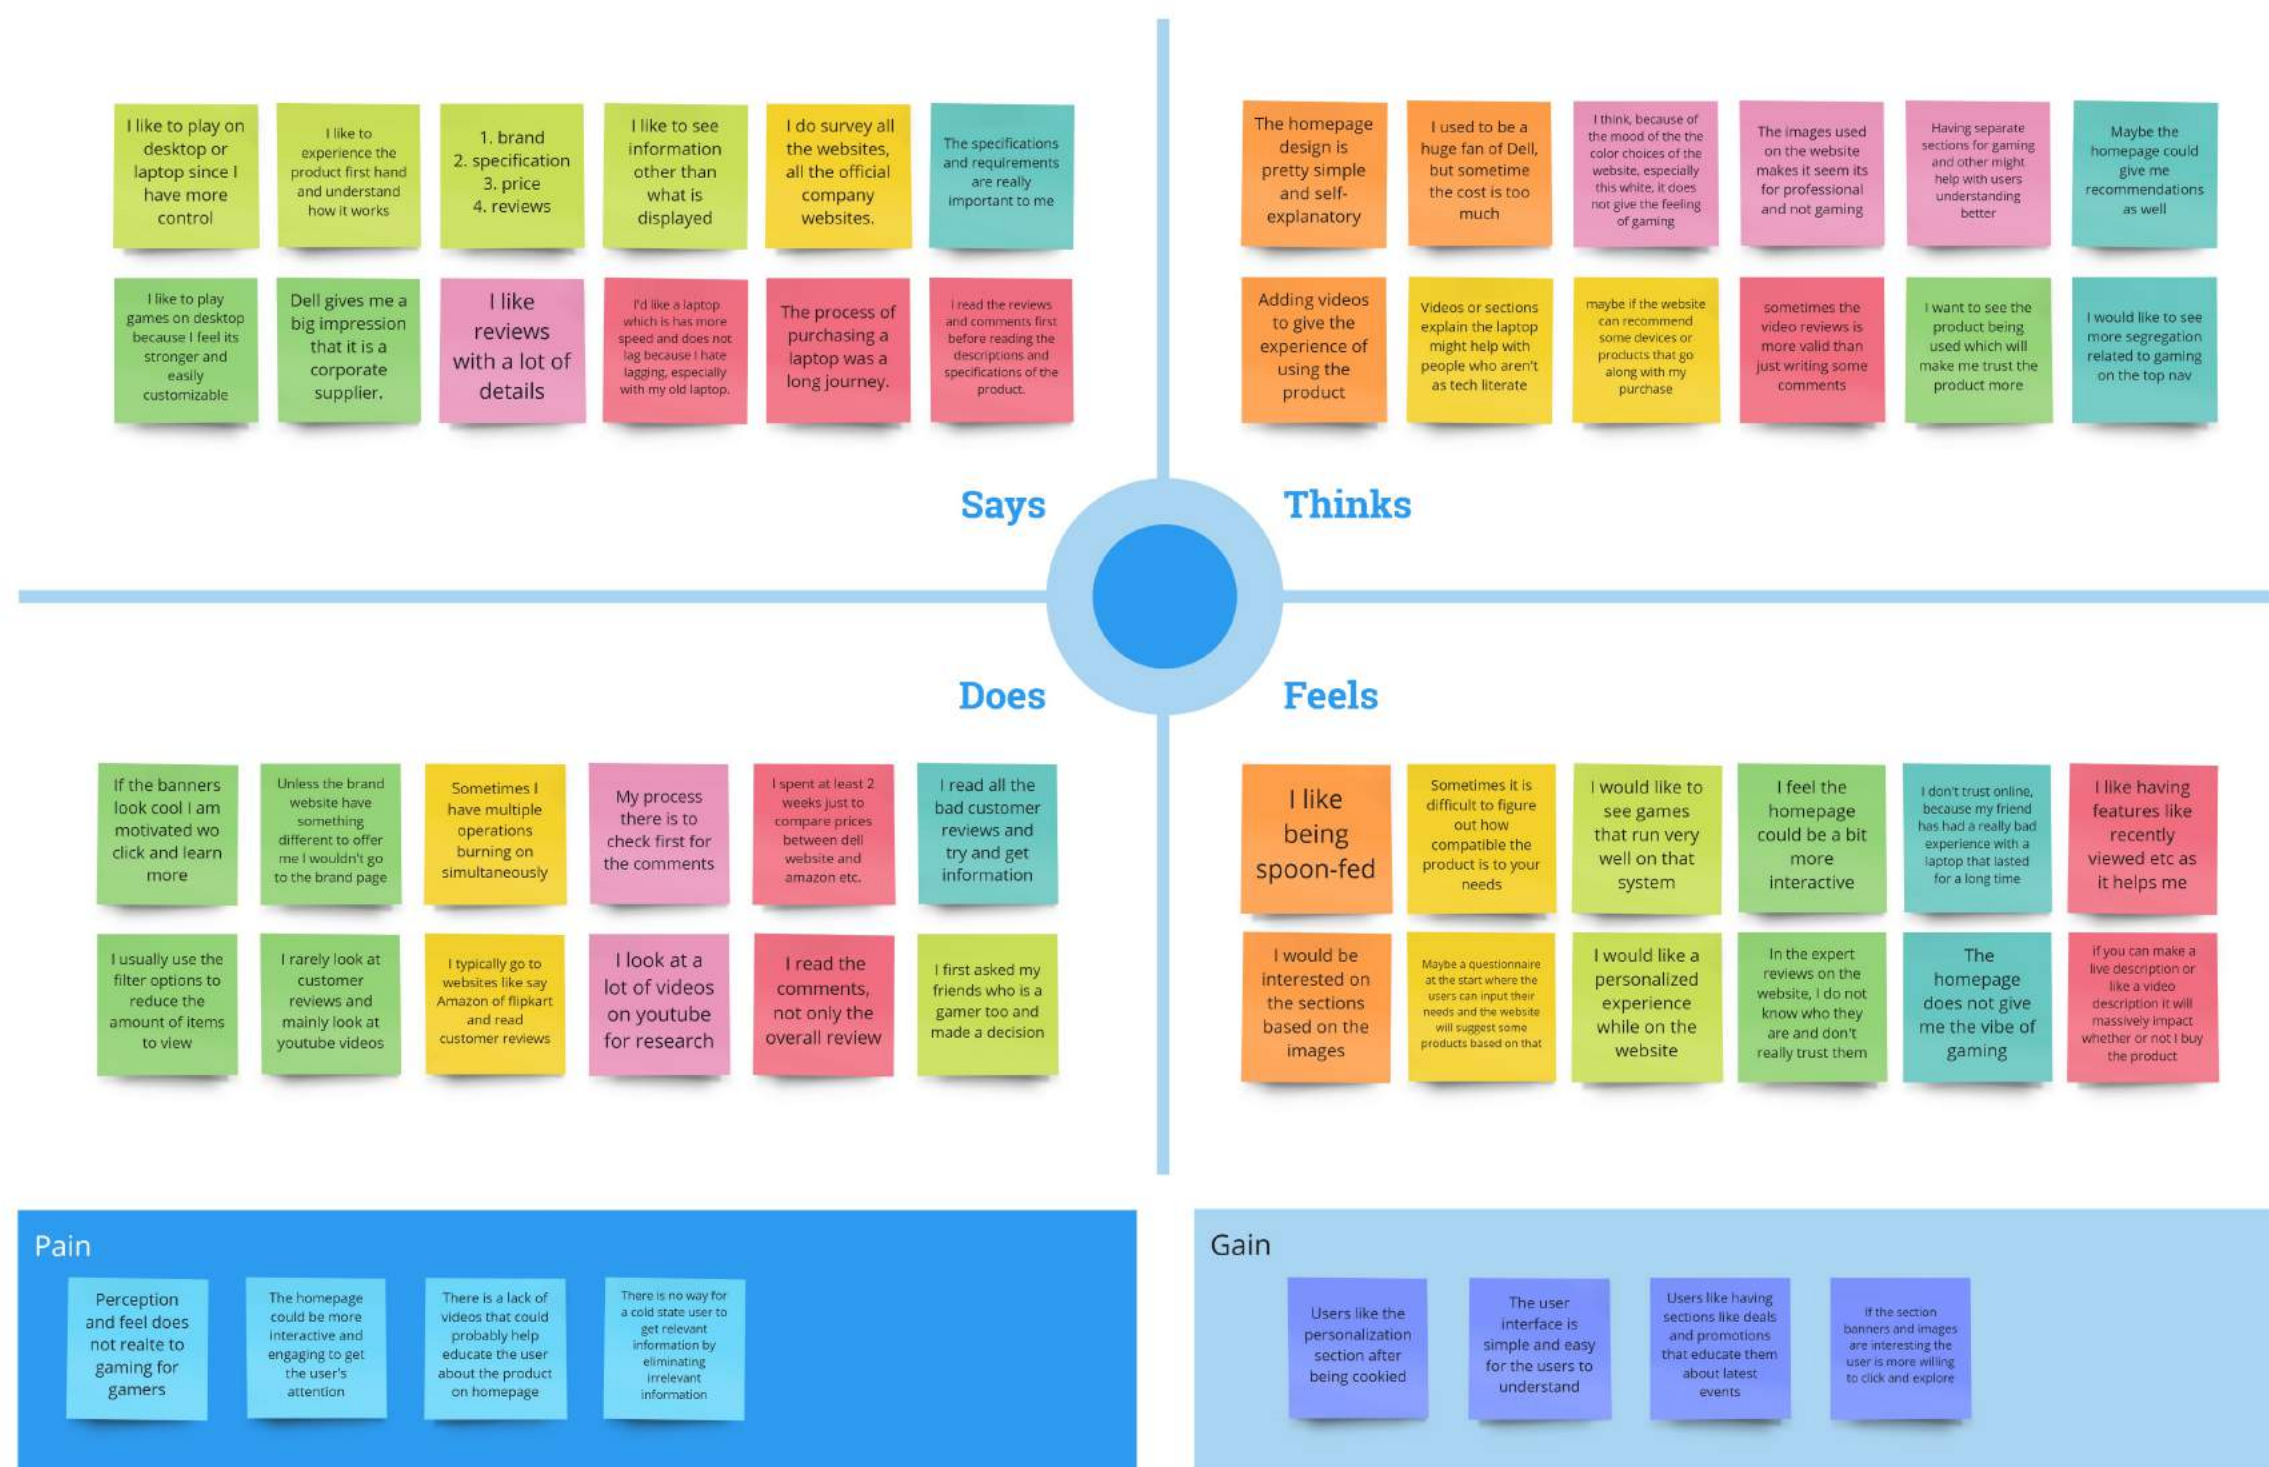 I like to play on
desktop or
laptop since I
have more
control
I like to
experience the
product first hand
and understand
how it works
1. brand
2. specification
3. price
4. reviews
I like to see
information
other than
what is
displayed
I do survey all
the websites,
all the official
company
websites.
The specifications
and requirements
are really
important to me
I like to play
games on desktop
because I feel its
stronger and
easily
customizable
Dell gives me a
big impression
that it is a
corporate
supplier.
I like
reviews
with a lot of
details
I'd like a laptop
which is has more
speed and does not
lag because I hate
lagging, especially
with my old laptop.
The process of
purchasing a
laptop was a
long journey.
I read the reviews
and comments first
before reading the
descriptions and
specifications of the
product.
Says
The homepage
design is
pretty simple
and self-
explanatory
I used to be a
huge fan of Dell,
but sometime
the cost is too
much
I think, because of
the mood of the the
color choices of the
website, especially
this white, it does
not give the feeling
of gaming
The images used
on the website
makes it seem its
for professional
and not gaming
Having separate
sections for gaming
and other might
help with users
understanding
better
Maybe the
homepage could
give me
recommendations
as well
Adding videos
to give the
experience of
using the
product
Videos or sections
explain the laptop
might help with
people who aren't
as tech literate
maybe if the website
can recommend
some devices or
products that go
along with my
purchase
sometimes the
video reviews is
more valid than
just writing some
comments
I want to see the
product being
used which will
make me trust the
product more
I would like to see
more segregation
related to gaming
on the top nav
Thinks
Does
If the banners
look cool I am
motivated wo
click and learn
more
Unless the brand
website have
something
different to offer
me I wouldn't go
to the brand page
Sometimes I
have multiple
operations
burning on
simultaneously
My process
there is to
check first for
the comments
I spent at least 2
weeks just to
compare prices
between dell
website and
amazon etc.
I read all the
bad customer
reviews and
try and get
information
I usually use the
filter options to
reduce the
amount of items
to view
I rarely look at
customer
reviews and
mainly look at
youtube videos
I typically go to
websites like say
Amazon of flipkart
and read
customer reviews
I look at a
lot of videos
on youtube
for research
I read the
comments,
not only the
overall review
I first asked my
friends who is a
gamer too and
made a decision
Feels
I like
being
spoon-fed
Sometimes it is
difficult to figure
out how
compatible the
product is to your
needs
I would like to
see games
that run very
well on that
system
I feel the
homepage
could be a bit
more
interactive
I don't trust online,
because my friend
has had a really bad
experience with a
laptop that lasted
for a long time
I like having
features like
recently
viewed etc as
it helps me
I would be
interested on
the sections
based on the
images
Maybe a questionnaire
at the start where the
users can input their
needs and the website
will suggest some
products based on that
I would like a
personalized
experience
while on the
website
In the expert
reviews on the
website, I do not
know who they
are and don't
really trust them
The
homepage
does not give
me the vibe of
gaming
if you can make a
live description or
like a video
description it will
massively impact
whether or not I buy
the product
Pain
Perception
and feel does
not realte to
gaming for
gamers
The homepage
could be more
interactive and
engaging to get
the user's
attention
There is a lack of
videos that could
probably help
educate the user
about the product
on homepage
There is no way for
a cold state user to
get relevant
information by
eliminating
irrelevant
information
Gain
Users like the
personalization
section after
being cookied
The user
interface is
simple and easy
for the users to
understand
Users like having
sections like deals
and promotions
that educate them
about latest
events
If the section
banners and images
are interesting the
user is more willing
to click and explore